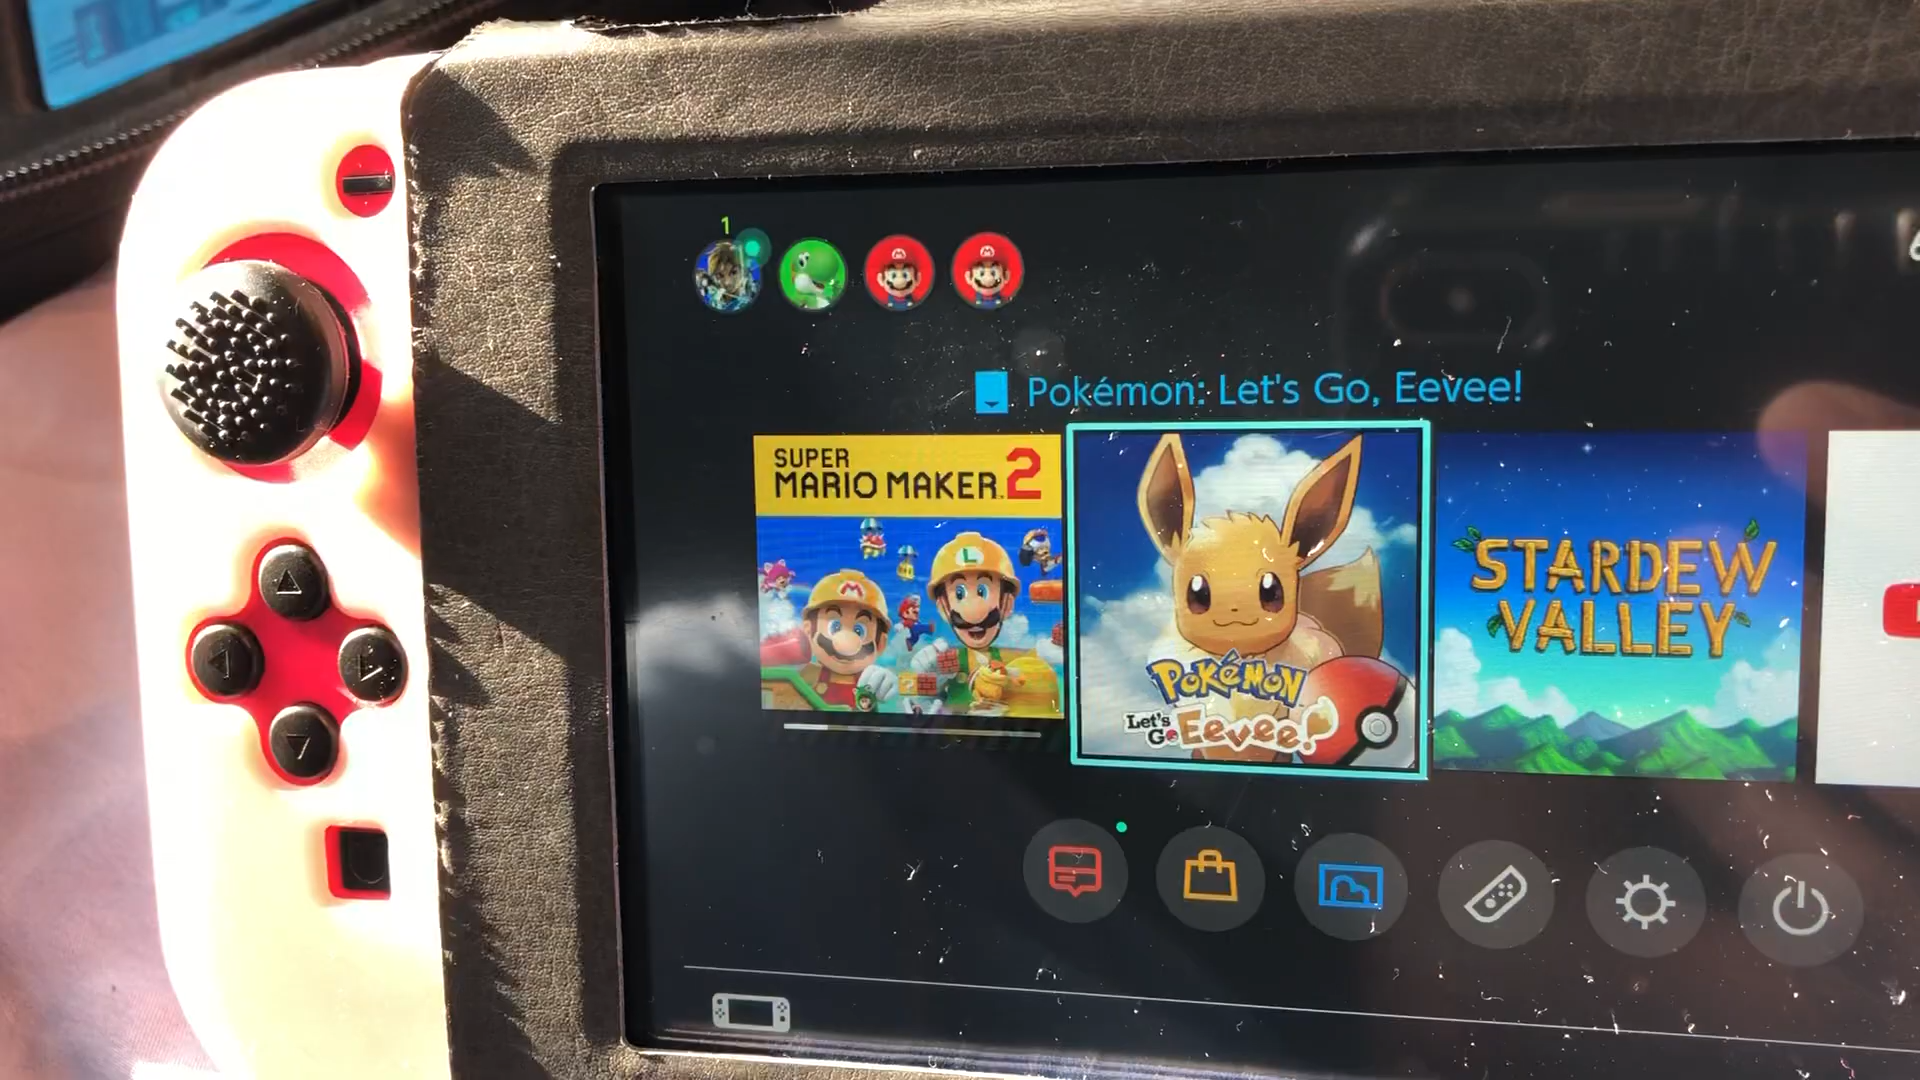 1
Pokémon: Let's Go, Eevee!
SUPER
MARIO MAKER 2
POKéMON
Let's
Go Eevee!
STARDEW
VALLEY